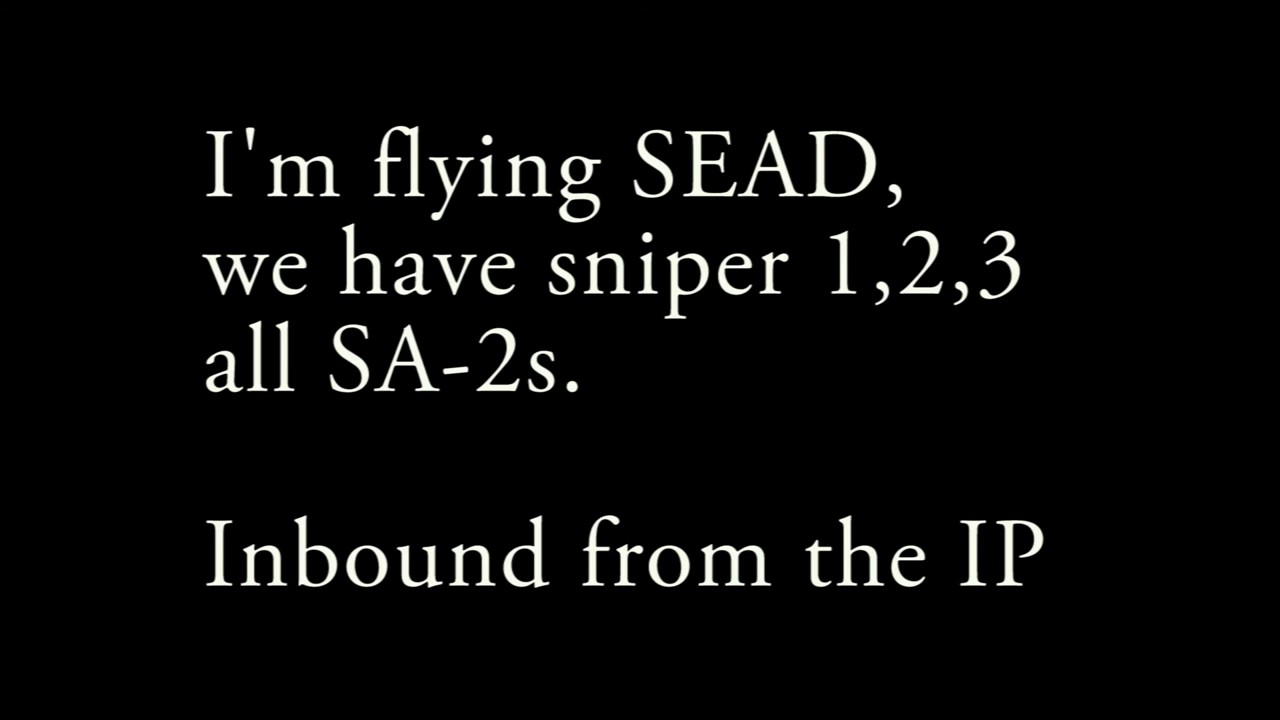 I'm flying SEAD,
we have sniper 1,2,3
all SA-2s.
Inbound from the IP